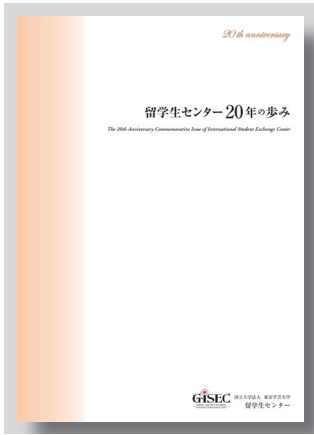 20th anniversary
留学生センター20年の歩み
The 20th Anniversary Commemorative Issue of International Student Exchange Center
GiSEC
国立大学法人 東京学芸大学
留学生センター